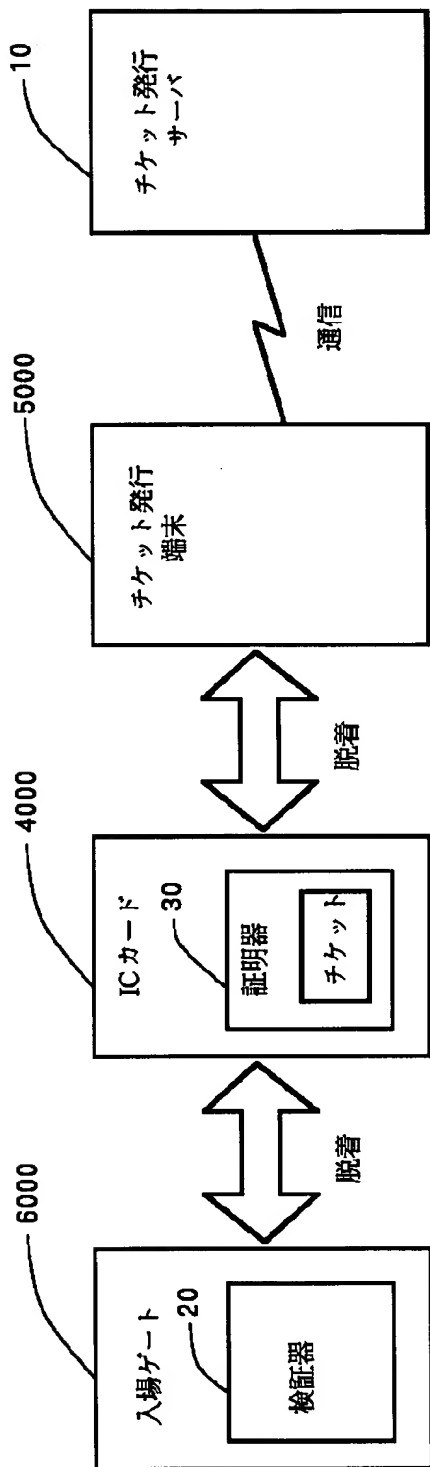 6000
入場ゲート
20
検証器
脱着
4000
ICカード
30
証明器
チケット
脱着
5000
チケット発行
端末
通信
10
チケット発行
サーバ